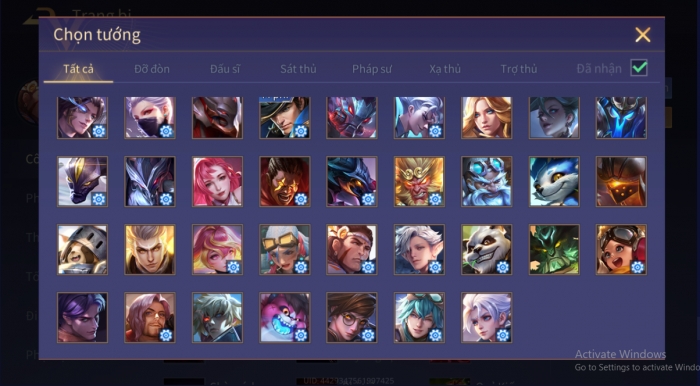 Trang bị
Chọn tướng
Tất cả Đỡ đòn Đấu sĩ Sát thủ Pháp sư Xạ thủ Trợ thủ Đã nhận
Activate Windows
Go to Settings to activate Wind